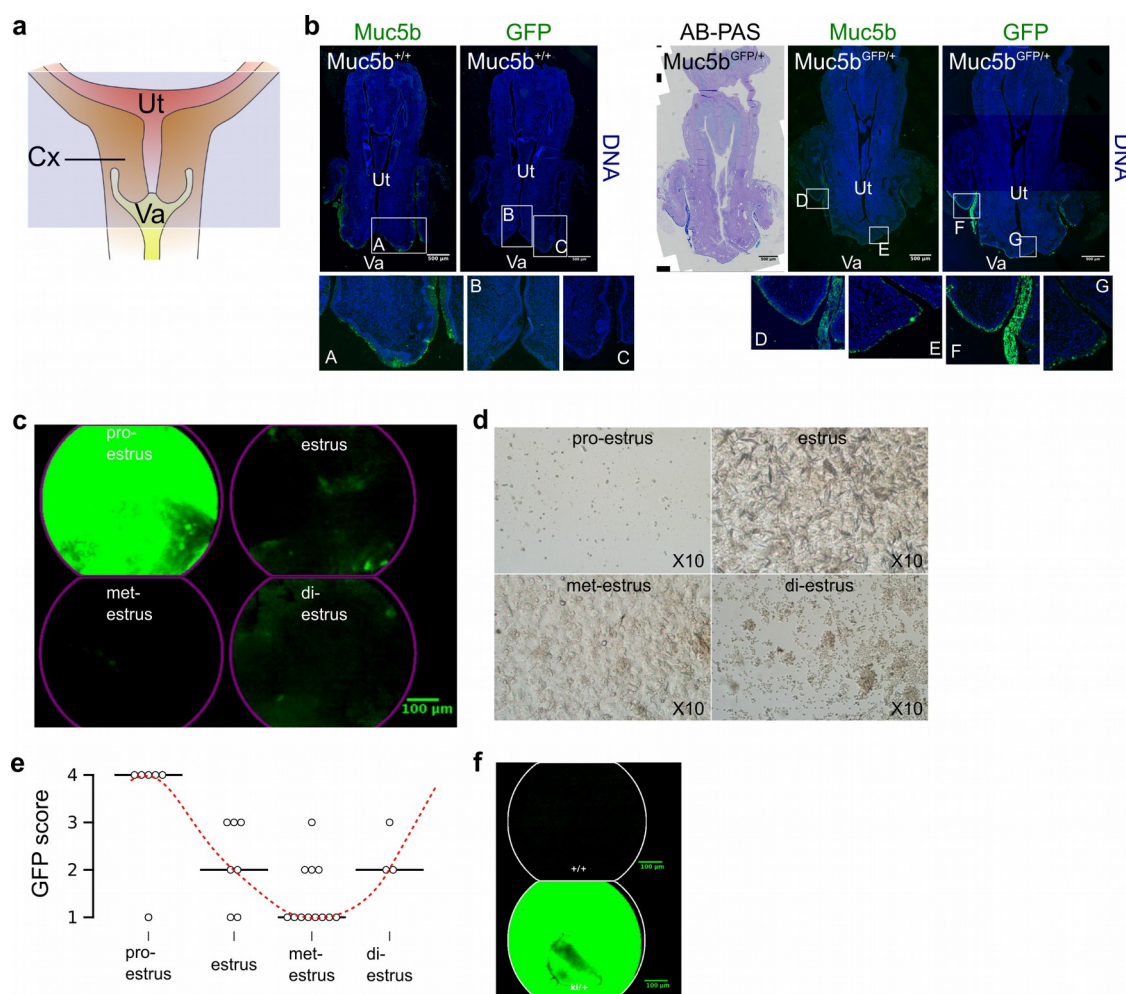 a
Ut
Cx
Va
b
Muc5b
GFP
Muc5b+/+
Muc5b+/+
Ut
Ut
A
B
C
500 µm
500 µm
Va
Va
DNA
A
B
C
AB-PAS
Muc5b
GFP
Muc5bGFP/+
Muc5bGFP/+
Muc5bGFP/+
Ut
Ut
D
E
F
G
500 µm
500 µm
500 µm
Va
Va
DNA
D
E
F
G
c
pro-
estrus
estrus
met-
estrus
di-
estrus
100 µm
d
pro-estrus
X10
estrus
X10
met-estrus
X10
di-estrus
X10
e
GFP score
4
3
2
1
pro-
estrus
estrus
met-
estrus
di-
estrus
f
+/+
100 µm
ki/+
100 µm